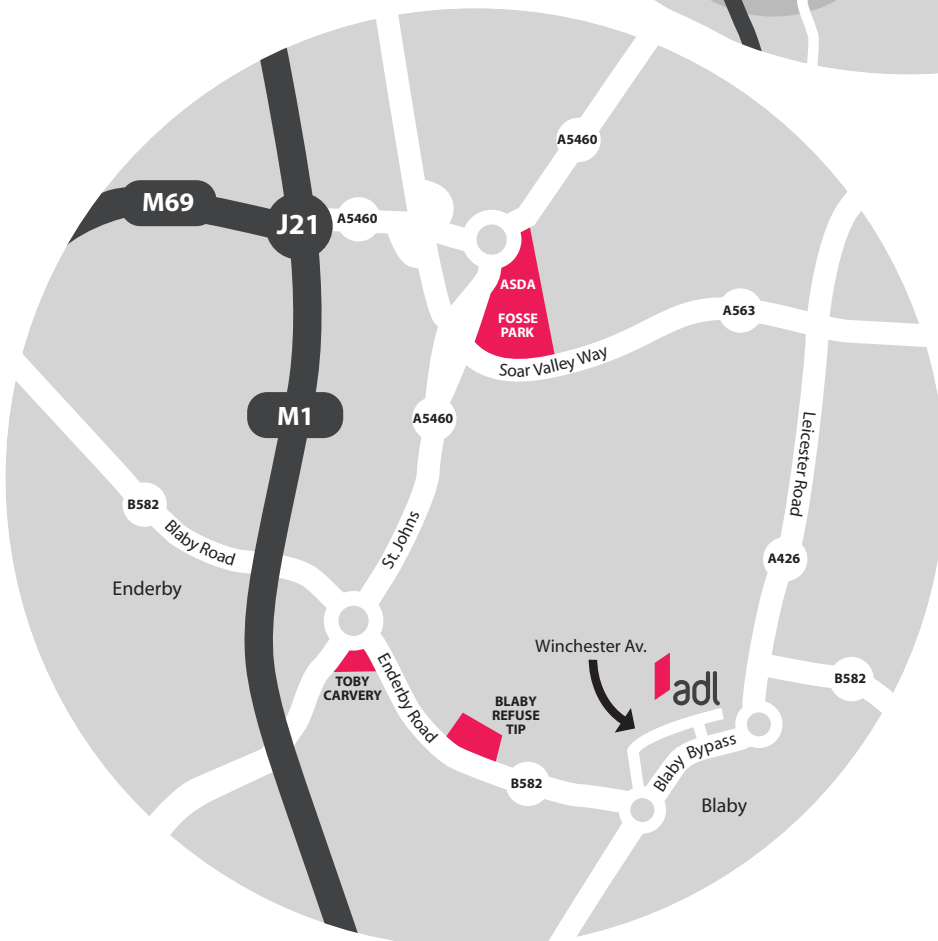 A5460
M69
J21
A5460
ASDA
FOSSE
PARK
A563
Soar Valley Way
M1
A5460
Leicester Road
B582
Blaby Road
St. Johns
A426
Enderby
Winchester Av.
adl
B582
TOBY
CARVERY
Enderby Road
BLABY
REFUSE
TIP
Blaby Bypass
B582
Blaby